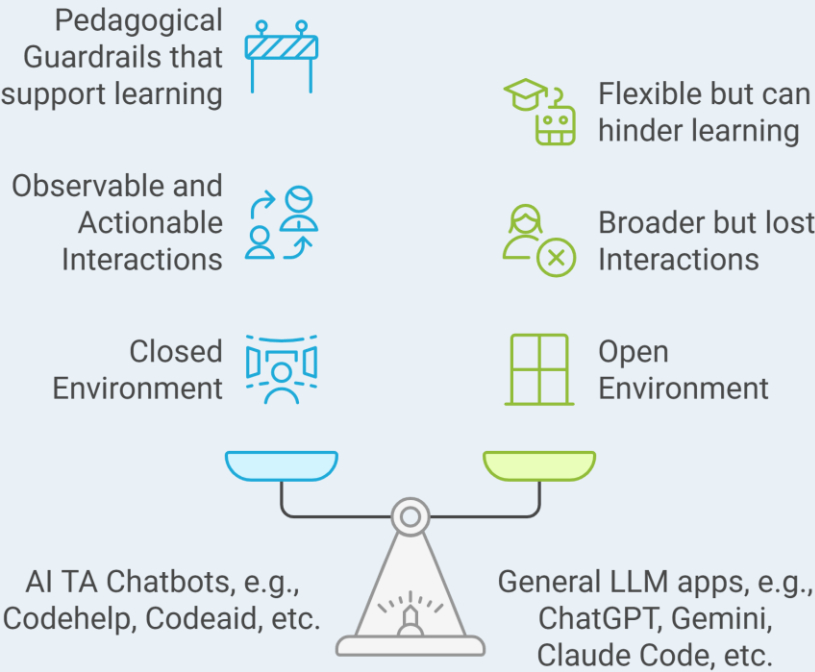 Pedagogical
Guardrails that
support learning
Flexible but can
hinder learning
Observable and
Actionable
Interactions
Broader but lost
Interactions
Closed
Environment
Open
Environment
AI TA Chatbots, e.g.,
Codehelp, Codeaid, etc.
General LLM apps, e.g.,
ChatGPT, Gemini,
Claude Code, etc.